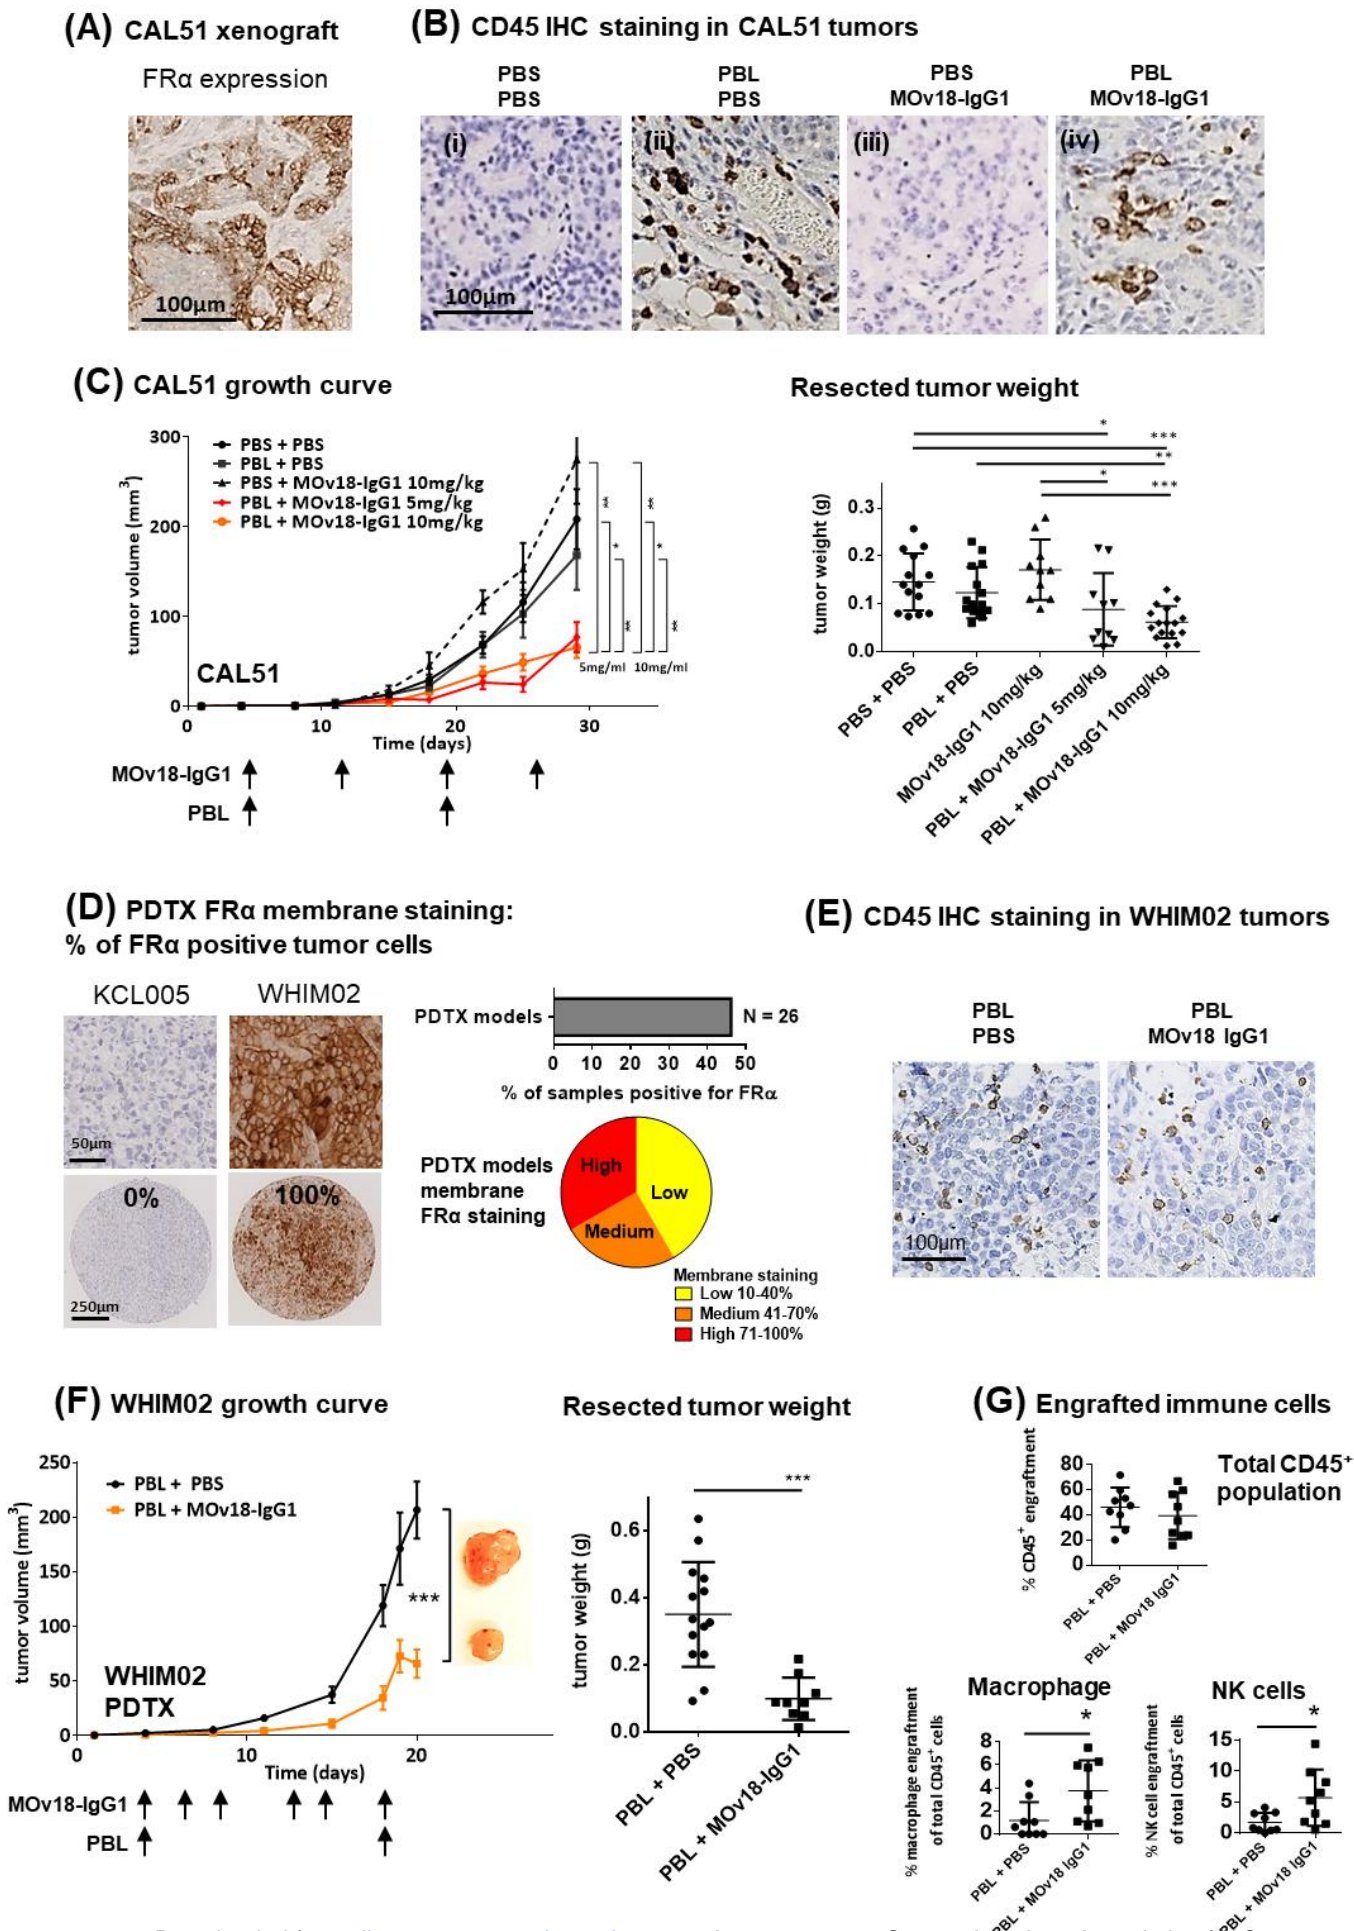 (A) CAL51 xenograft
FRα expression
100µm
(B) CD45 IHC staining in CAL51 tumors
PBS
PBS
PBL
PBS
PBS
MOv18-IgG1
PBL
MOv18-IgG1
(i)
(ii)
(iii)
(iv)
100µm
(C) CAL51 growth curve
tumor volume (mm³)
300
200
100
0
PBS + PBS
PBL + PBS
PBS + MOv18-IgG1 10mg/kg
PBL + MOv18-IgG1 5mg/kg
PBL + MOv18-IgG1 10mg/kg
CAL51
**
*
**
**
*
**
5mg/ml
10mg/ml
0
10
20
30
Time (days)
MOv18-IgG1
PBL
Resected tumor weight
*
***
**
*
***
tumor weight (g)
0.3
0.2
0.1
0.0
PBS + PBS
PBL + PBS
MOv18-IgG1 10mg/kg
PBL + MOv18-IgG1 5mg/kg
PBL + MOv18-IgG1 10mg/kg
(D) PDTX FRα membrane staining:
% of FRα positive tumor cells
KCL005
WHIM02
50µm
0%
100%
250µm
PDTX models
N = 26
0 10 20 30 40 50
% of samples positive for FRα
PDTX models
membrane
FRα staining
High
Low
Medium
Membrane staining
Low 10-40%
Medium 41-70%
High 71-100%
(E) CD45 IHC staining in WHIM02 tumors
PBL
PBS
PBL
MOv18 IgG1
100µm
(F) WHIM02 growth curve
tumor volume (mm³)
250
200
150
100
50
0
PBL + PBS
PBL + MOv18-IgG1
***
WHIM02
PDTX
0
10
20
Time (days)
MOv18-IgG1
PBL
Resected tumor weight
***
tumor weight (g)
0.6
0.4
0.2
0.0
PBL + PBS
PBL + MOv18-IgG1
(G) Engrafted immune cells
% CD45⁺ engraftment
80
60
40
20
0
Total CD45⁺
population
PBL + PBS
PBL + MOv18 IgG1
Macrophage
*
% macrophage engraftment
of total CD45⁺ cells
8
6
4
2
0
PBL + PBS
PBL + MOv18 IgG1
NK cells
*
% NK cell engraftment
of total CD45⁺ cells
15
10
5
0
PBL + PBS
PBL + MOv18 IgG1